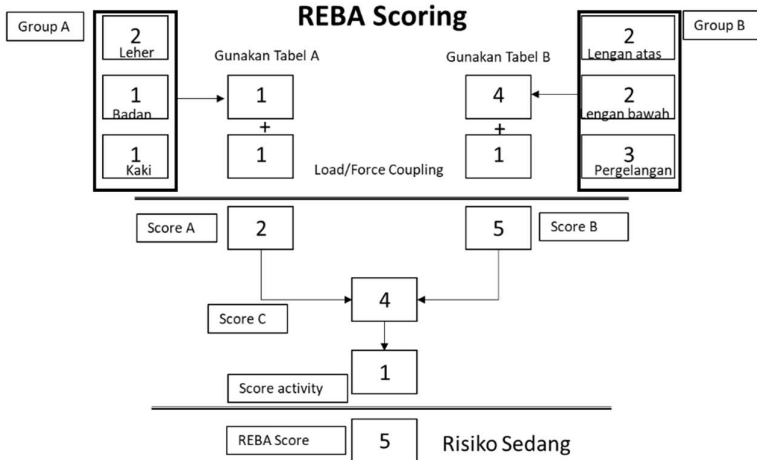 REBA Scoring
Group A
Group B
2
Leher
1
Badan
1
Kaki
Gunakan Tabel A
1
+
1
Gunakan Tabel B
4
+
1
Load/Force Coupling
2
Lengan atas
2
Lengan bawah
3
Pergelangan
Score A
2
5
Score B
4
Score C
1
Score activity
REBA Score
5
Risiko Sedang